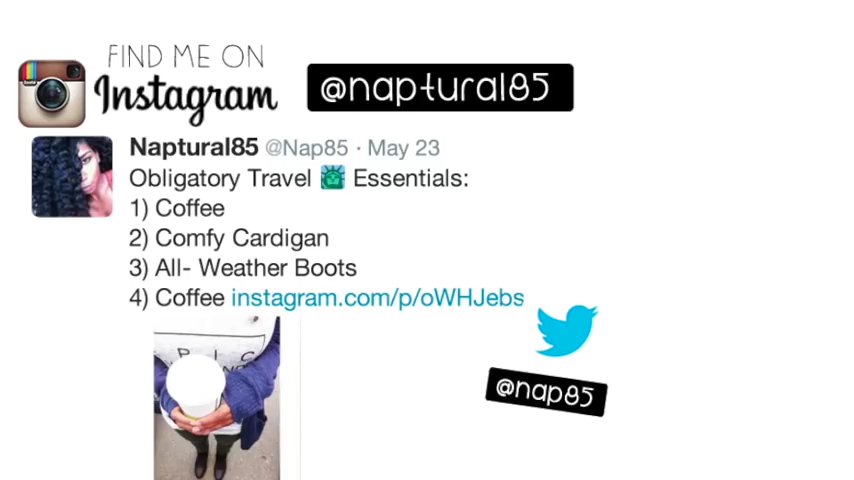 FIND ME ON
Instagram
@naptural85
Naptural85 @Nap85 · May 23
Obligatory Travel 🗽 Essentials:
1) Coffee
2) Comfy Cardigan
3) All- Weather Boots
4) Coffee instagram.com/p/oWHJebs
@nap85